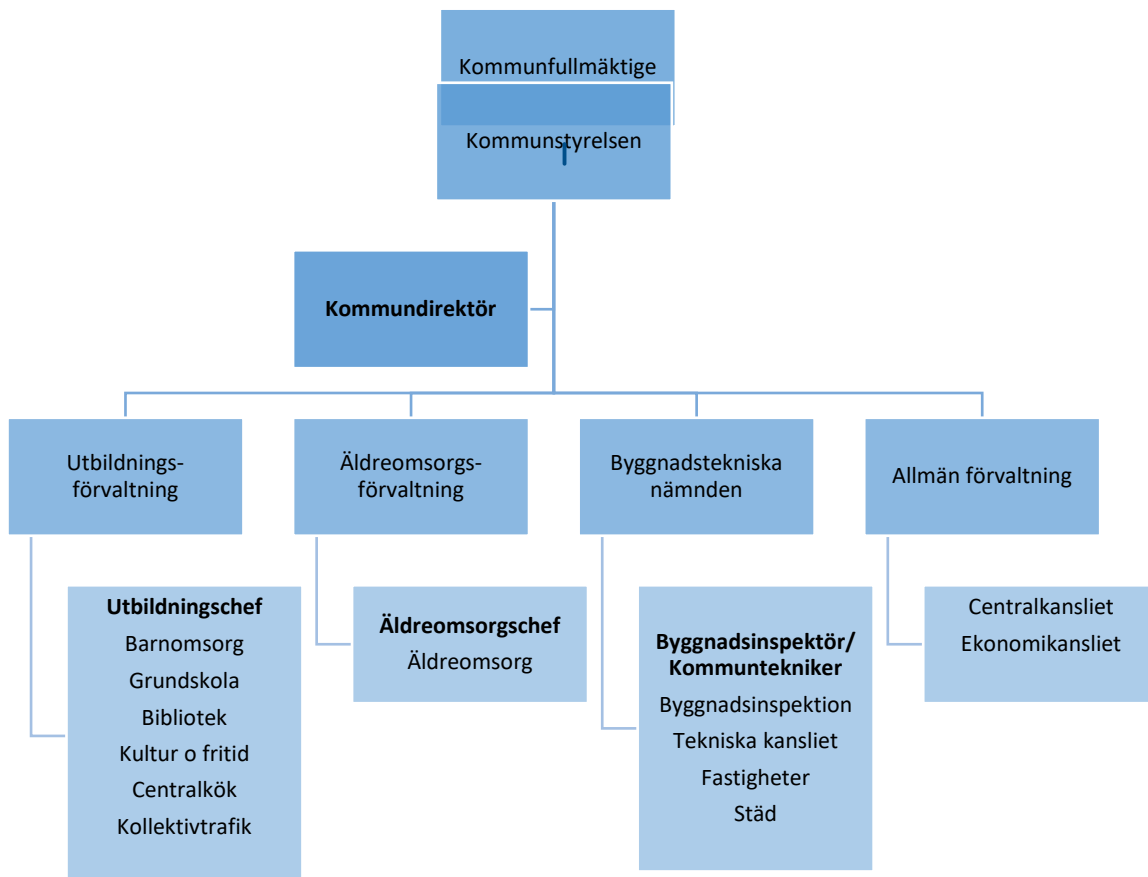 Kommunfullmäktige
Kommunstyrelsen
Kommundirektör
Utbildnings-
förvaltning
Äldreomsorgs-
förvaltning
Byggnadstekniska
nämnden
Allmän förvaltning
Utbildningschef
Barnomsorg
Grundskola
Bibliotek
Kultur o fritid
Centralkök
Kollektivtrafik
Äldreomsorgschef
Äldreomsorg
Byggnadsinspektör/
Kommuntekniker
Byggnadsinspektion
Tekniska kansliet
Fastigheter
Städ
Centralkansliet
Ekonomikansliet